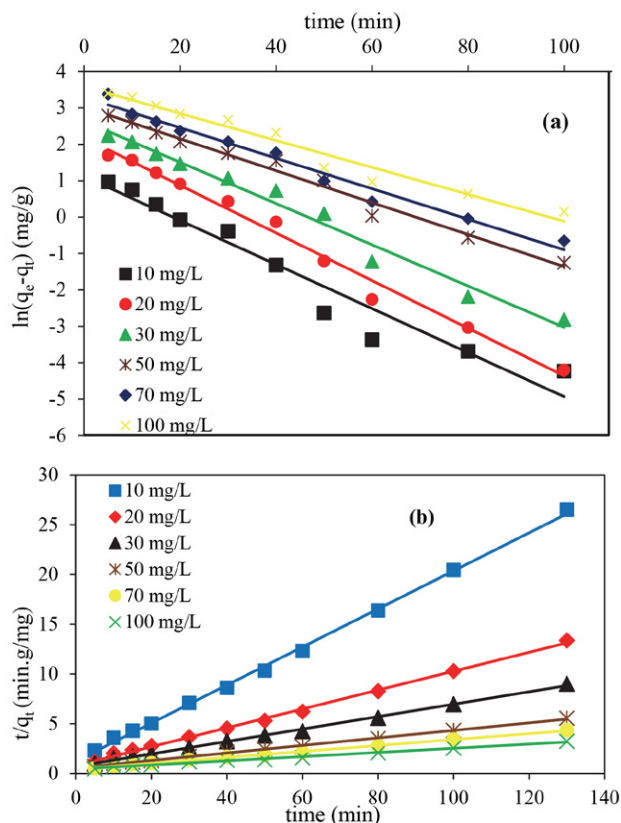 time (min)
0 20 40 60 80 100
4
3
2
1
0
-1
-2
-3
-4
-5
-6
ln(qe-qt) (mg/g)
(a)
10 mg/L
20 mg/L
30 mg/L
50 mg/L
70 mg/L
100 mg/L
30
25
20
15
10
5
0
t/qt (min.g/mg)
(b)
10 mg/L
20 mg/L
30 mg/L
50 mg/L
70 mg/L
100 mg/L
0 20 40 60 80 100 120 140
time (min)